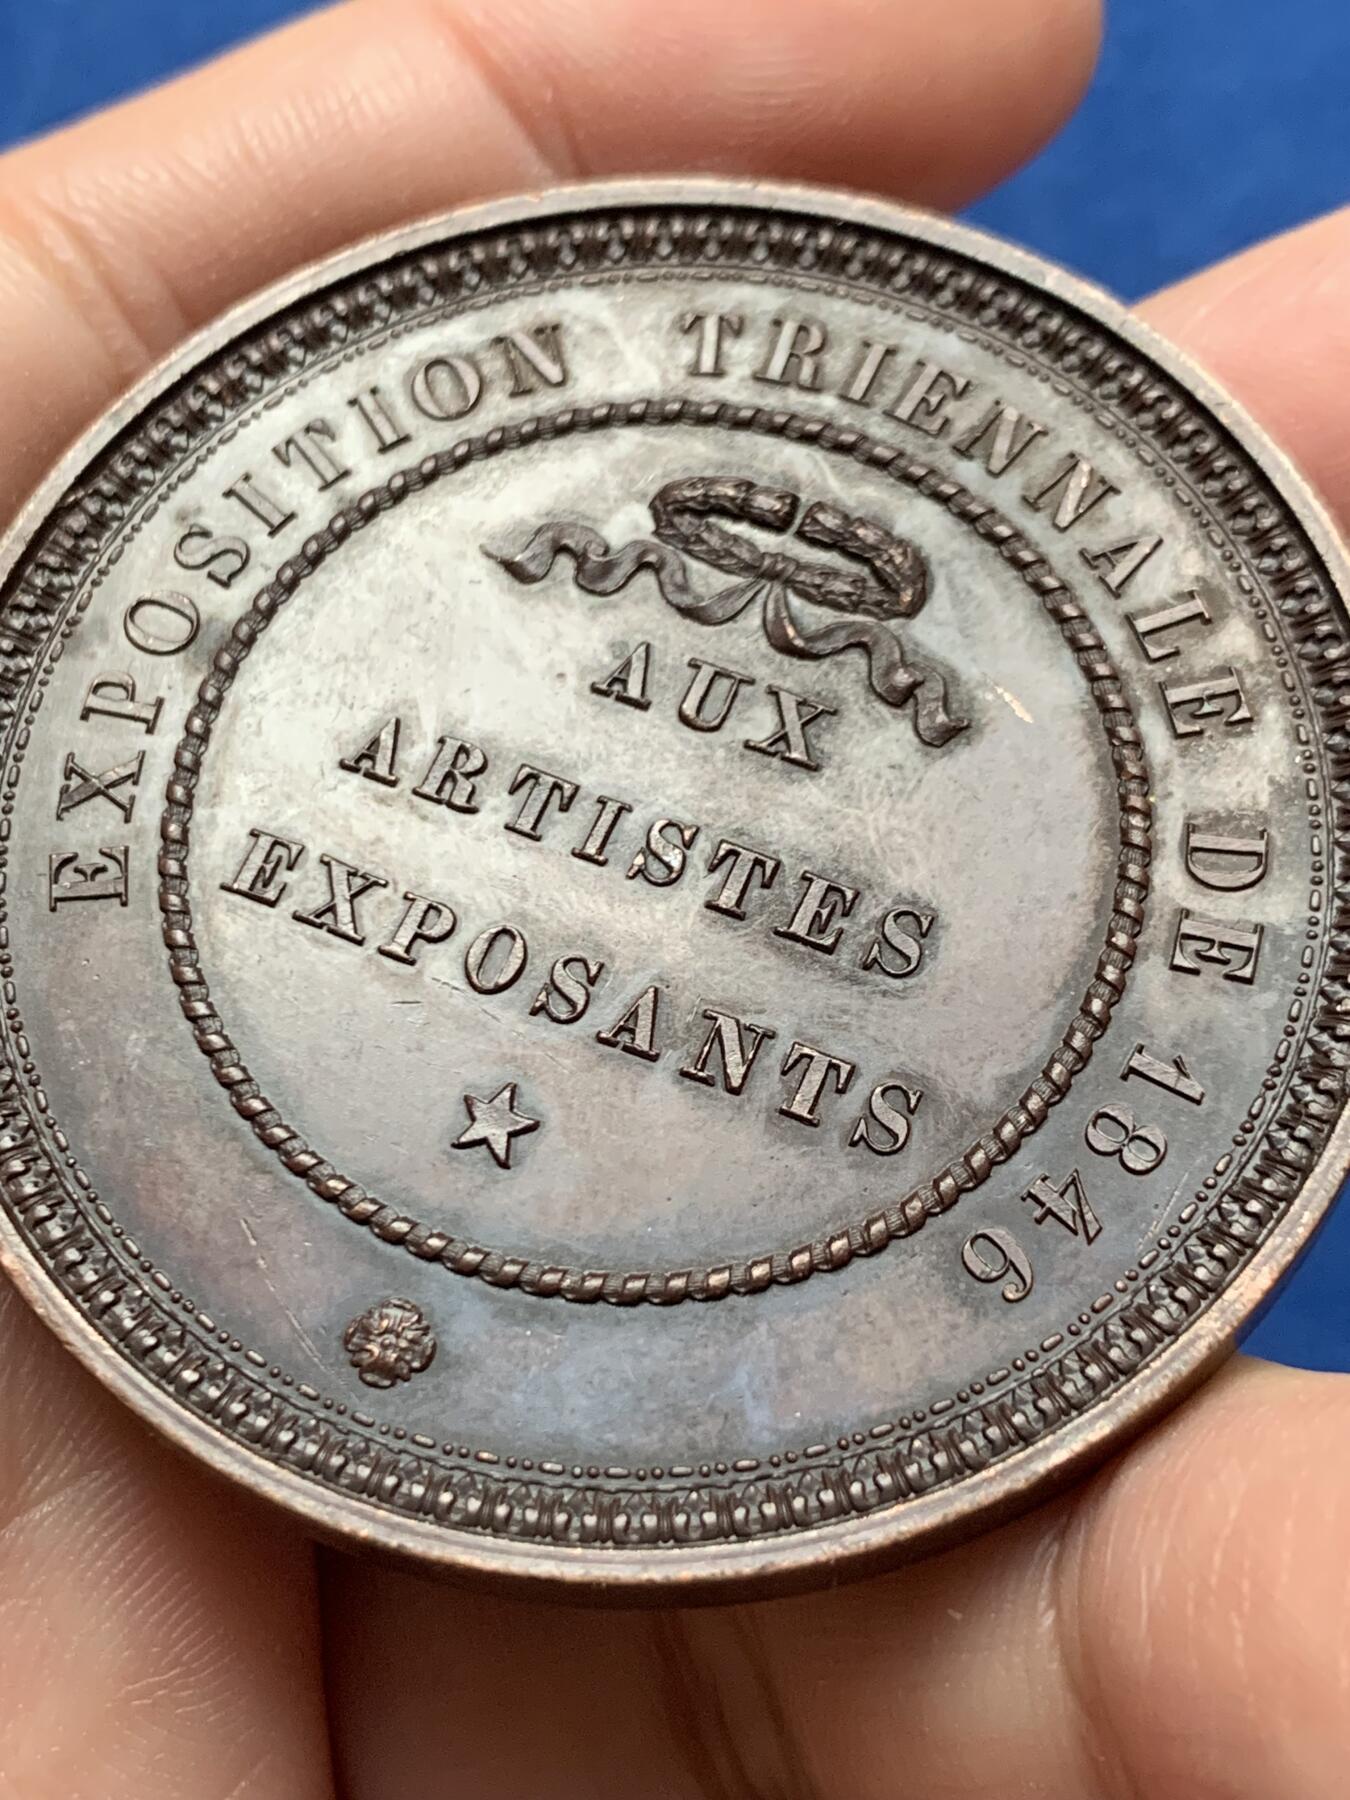 EXPOSITION TRIENNALE DE 1846
AUX
ARTISTES
EXPOSANTS